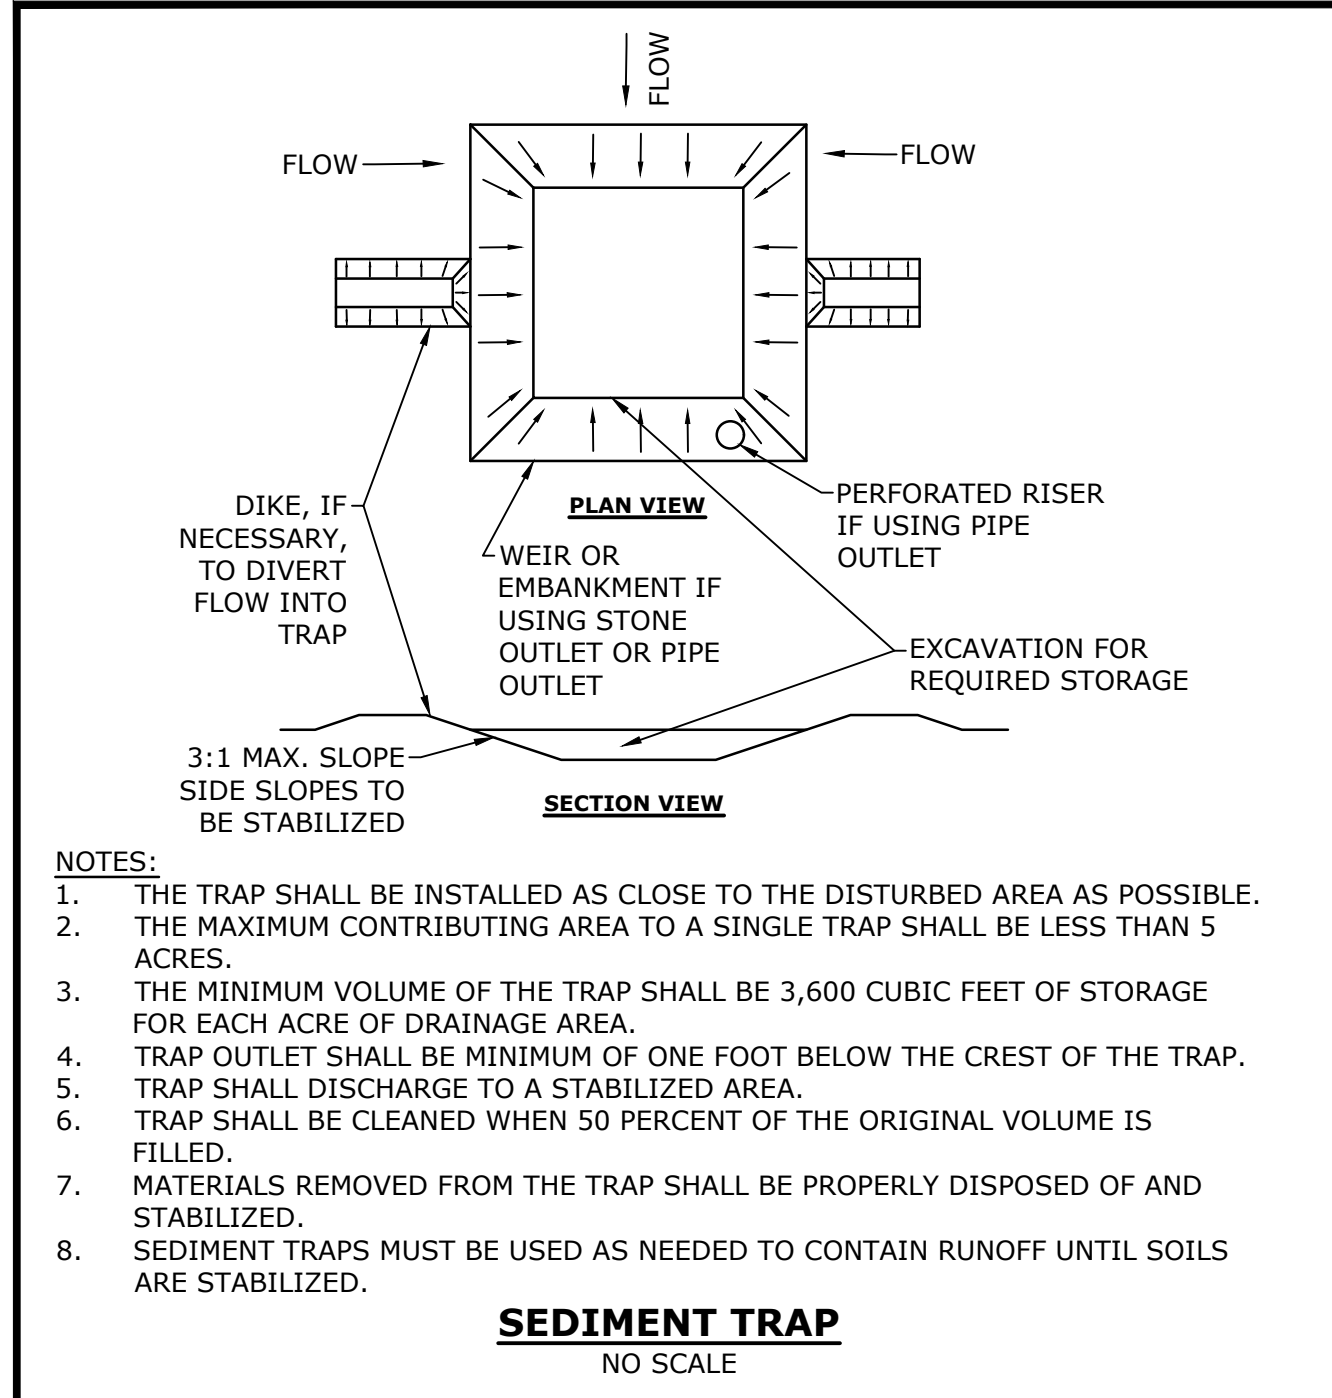 FLOW
FLOW
FLOW
DIKE, IF
NECESSARY,
TO DIVERT
FLOW INTO
TRAP
PLAN VIEW
WEIR OR
EMBANKMENT IF
USING STONE
OUTLET OR PIPE
OUTLET
PERFORATED RISER
IF USING PIPE
OUTLET
EXCAVATION FOR
REQUIRED STORAGE
3:1 MAX. SLOPE
SIDE SLOPES TO
BE STABILIZED
SECTION VIEW
NOTES:
1. THE TRAP SHALL BE INSTALLED AS CLOSE TO THE DISTURBED AREA AS POSSIBLE.
2. THE MAXIMUM CONTRIBUTING AREA TO A SINGLE TRAP SHALL BE LESS THAN 5
ACRES.
3. THE MINIMUM VOLUME OF THE TRAP SHALL BE 3,600 CUBIC FEET OF STORAGE
FOR EACH ACRE OF DRAINAGE AREA.
4. TRAP OUTLET SHALL BE MINIMUM OF ONE FOOT BELOW THE CREST OF THE TRAP.
5. TRAP SHALL DISCHARGE TO A STABILIZED AREA.
6. TRAP SHALL BE CLEANED WHEN 50 PERCENT OF THE ORIGINAL VOLUME IS
FILLED.
7. MATERIALS REMOVED FROM THE TRAP SHALL BE PROPERLY DISPOSED OF AND
STABILIZED.
8. SEDIMENT TRAPS MUST BE USED AS NEEDED TO CONTAIN RUNOFF UNTIL SOILS
ARE STABILIZED.
SEDIMENT TRAP
NO SCALE